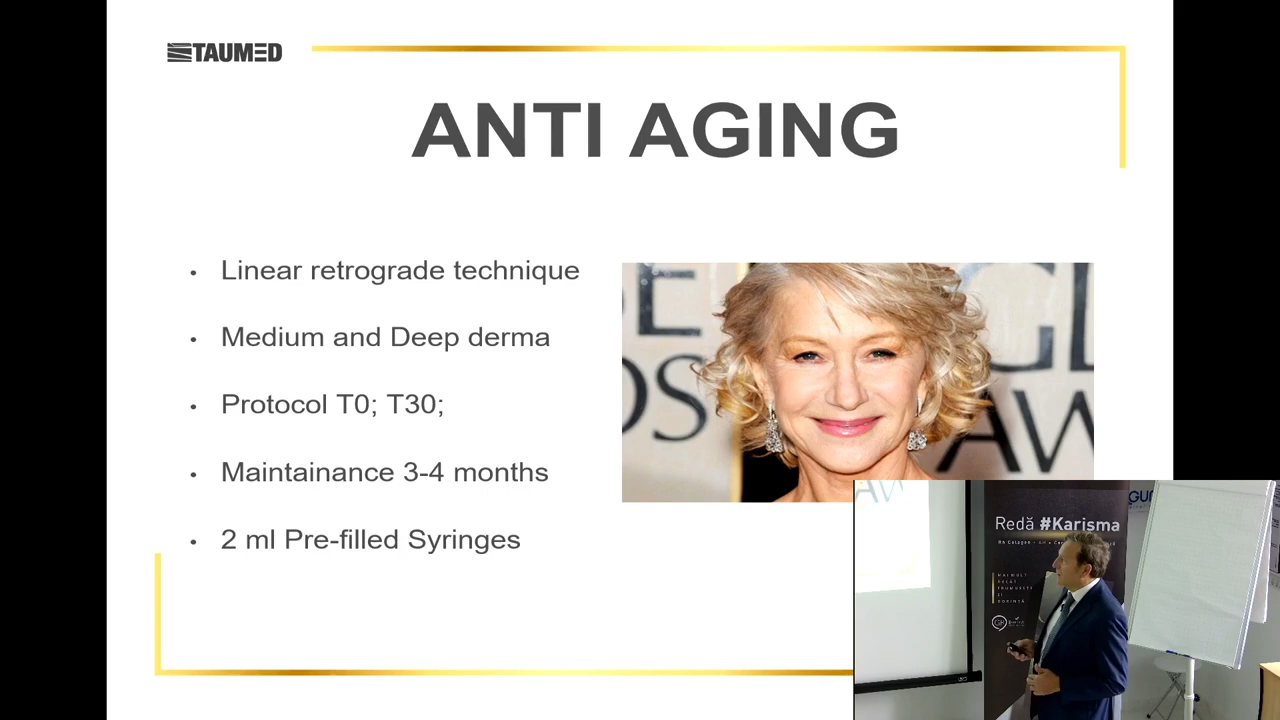 TAUMED
ANTI AGING
• Linear retrograde technique
• Medium and Deep derma
• Protocol T0; T30;
• Maintainance 3-4 months
• 2 ml Pre-filled Syringes
Redă #Karisma